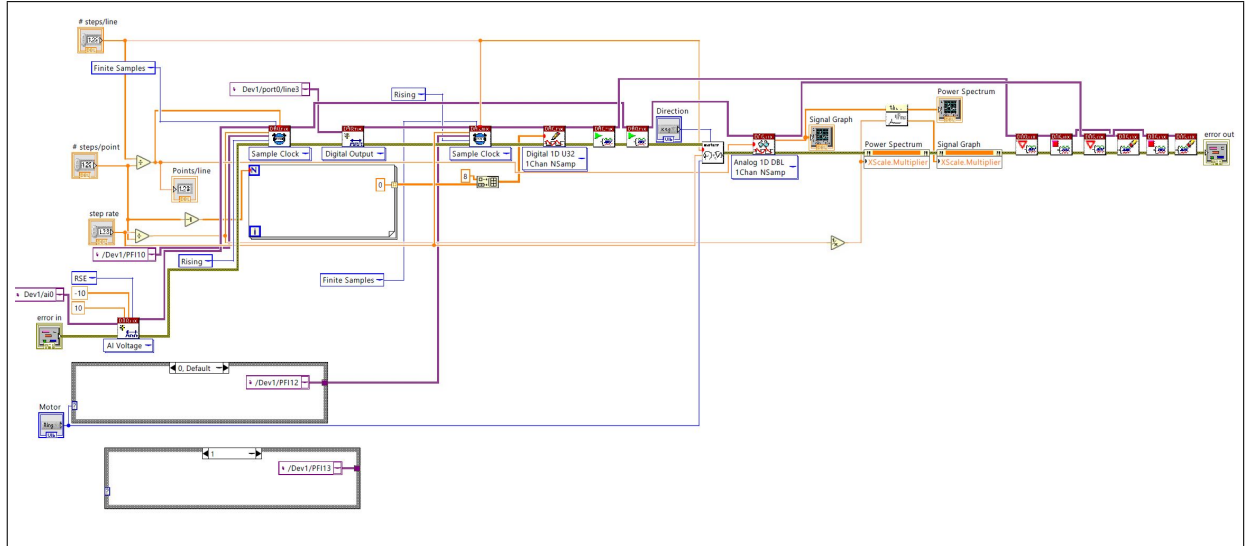 # steps/line
Finite Samples
Dev1/port0/line3
Rising
Direction
Power Spectrum
Signal Graph
Sample Clock
Digital Output
Sample Clock
Digital 1D U32
1Chan NSamp
Analog 1D DBL
1Chan NSamp
Power Spectrum
XScale.Multiplier
Signal Graph
XScale.Multiplier
error out
# steps/point
Points/line
N
0
8
step rate
i
/Dev1/PFI10
Rising
RSE
Finite Samples
Dev1/ai0
-10
10
error in
AI Voltage
0, Default
/Dev1/PFI12
Motor
1
/Dev1/PFI13